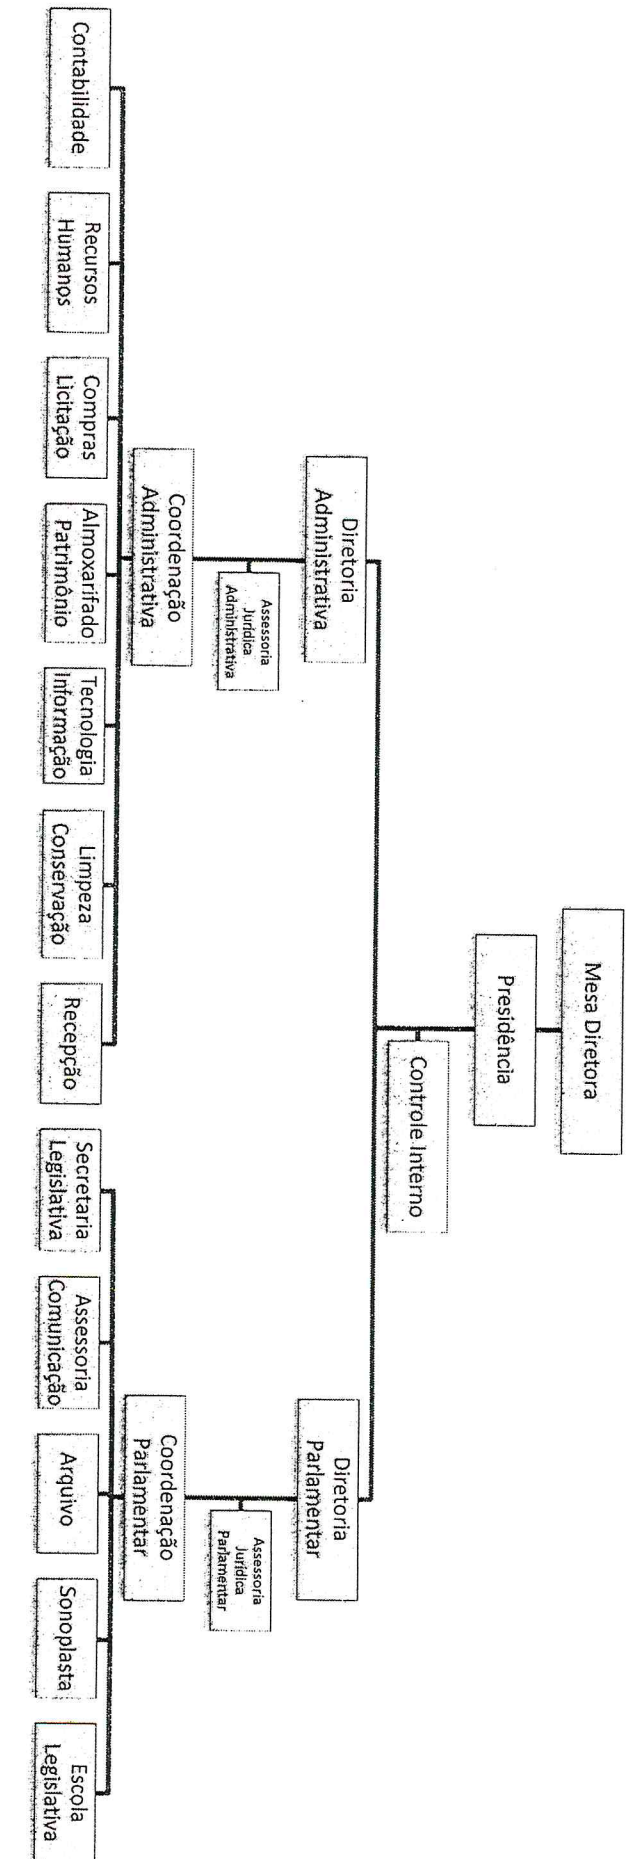 Mesa Diretora
Presidência
Controle Interno
Diretoria
Administrativa
Diretoria
Parlamentar
Assessoria
Jurídica
Administrativa
Assessoria
Jurídica
Parlamentar
Coordenação
Administrativa
Coordenação
Parlamentar
Contabilidade
Recursos
Humanos
Compras
Licitação
Almoxarifado
Patrimônio
Tecnologia
Informação
Limpeza
Conservação
Recepção
Secretaria
Legislativa
Assessoria
Comunicação
Arquivo
Sonoplasta
Escola
Legislativa